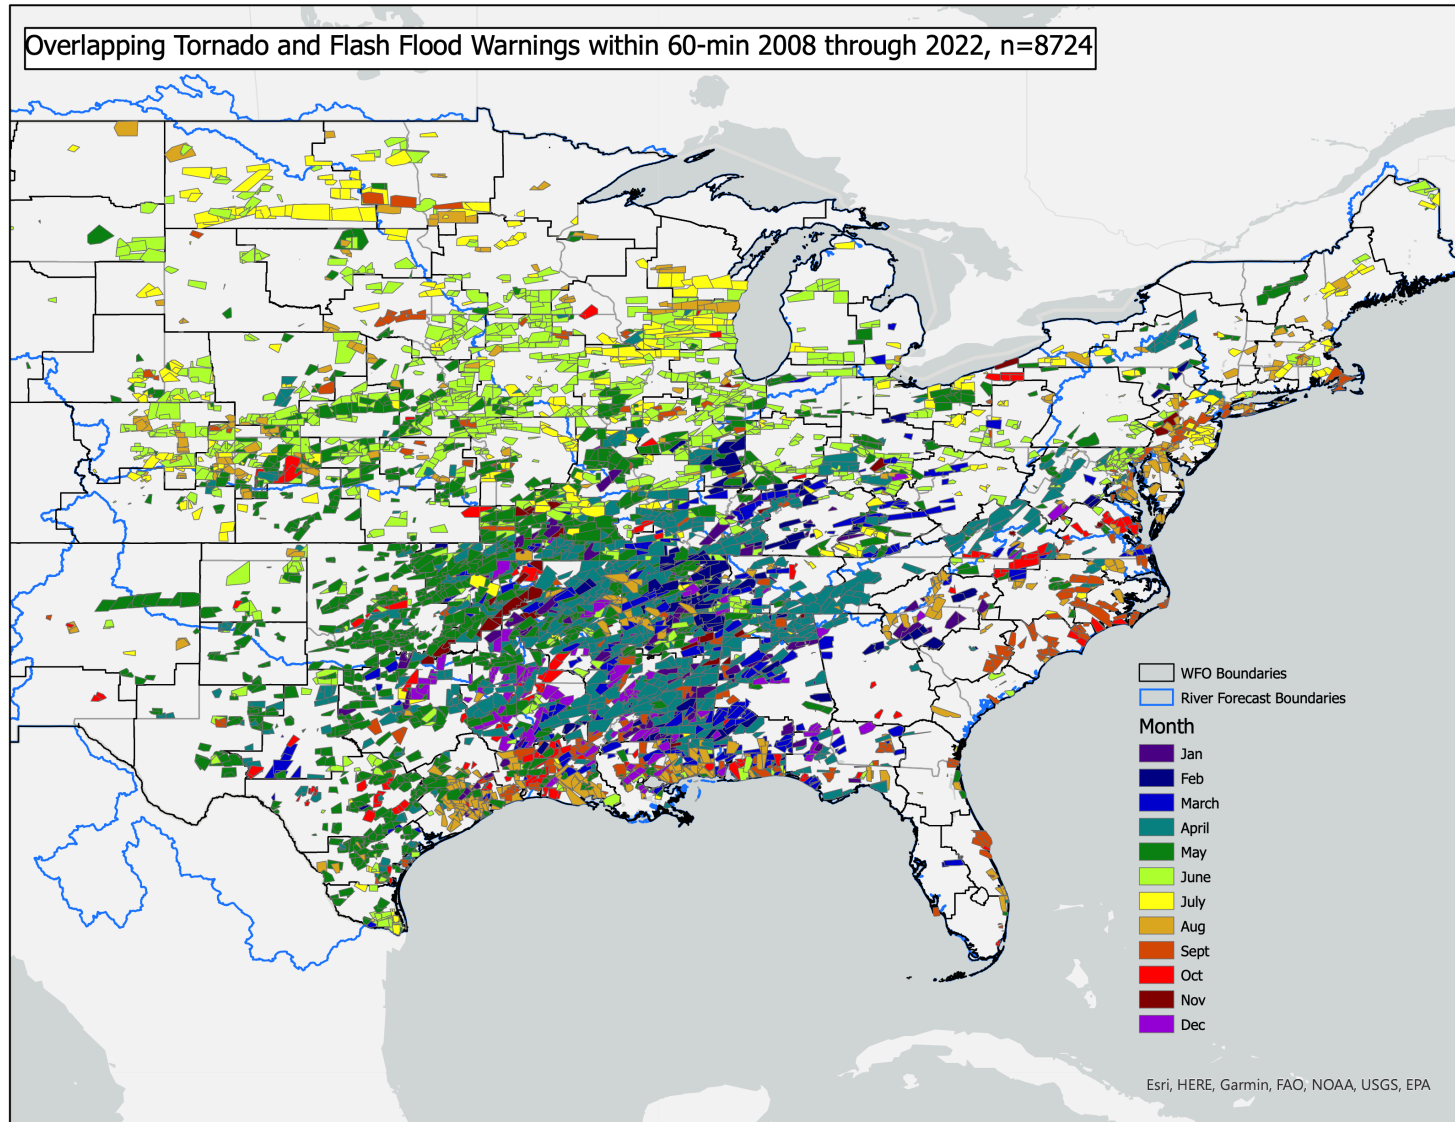 Overlapping Tornado and Flash Flood Warnings within 60-min 2008 through 2022, n=8724
WFO Boundaries
River Forecast Boundaries
Month
Jan
Feb
March
April
May
June
July
Aug
Sept
Oct
Nov
Dec
Esri, HERE, Garmin, FAO, NOAA, USGS, EPA